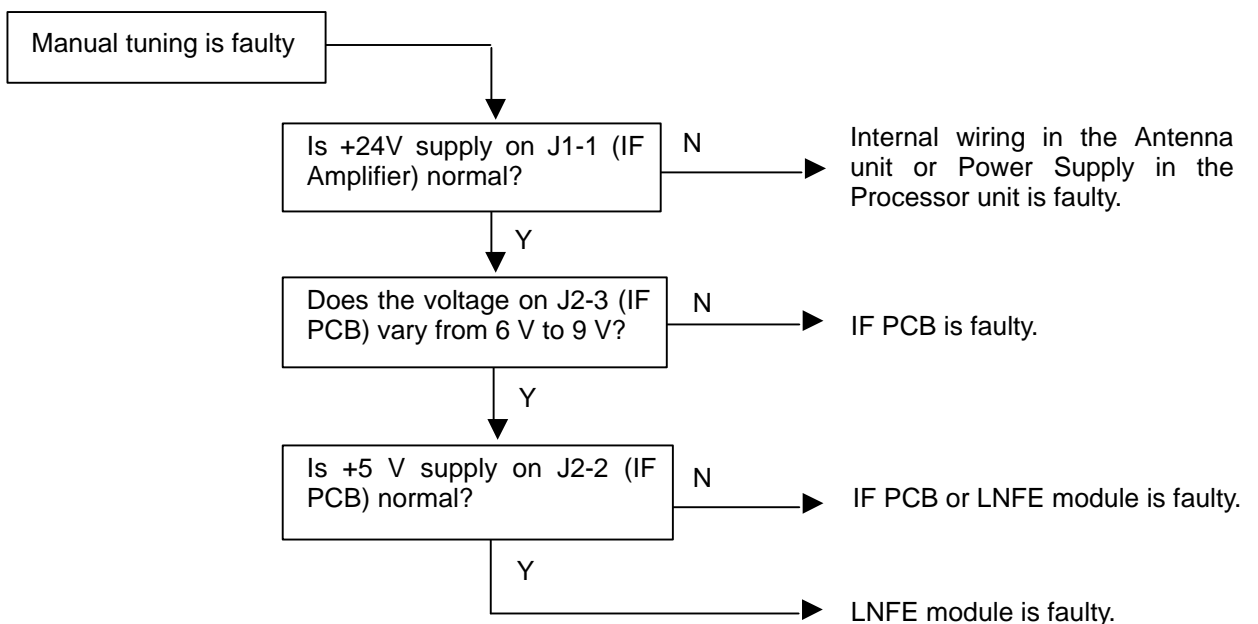 Manual tuning is faulty
Is +24V supply on J1-1 (IF
Amplifier) normal?
N
Internal wiring in the Antenna
unit or Power Supply in the
Processor unit is faulty.
Y
Does the voltage on J2-3 (IF
PCB) vary from 6 V to 9 V?
N
IF PCB is faulty.
Y
Is +5 V supply on J2-2 (IF
PCB) normal?
N
IF PCB or LNFE module is faulty.
Y
LNFE module is faulty.